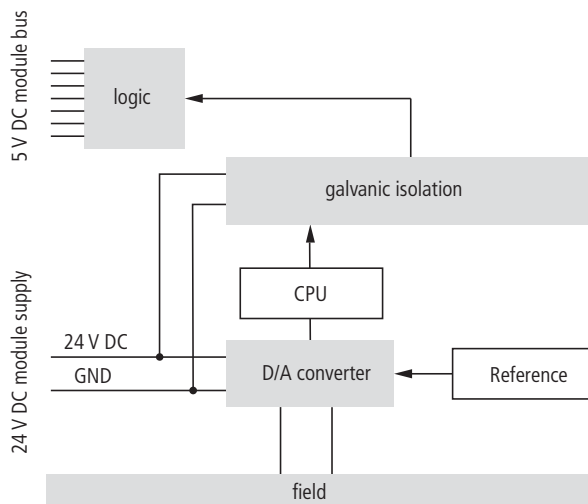 5 V DC module bus
logic
galvanic isolation
CPU
24 V DC module supply
24 V DC
GND
D/A converter
Reference
field